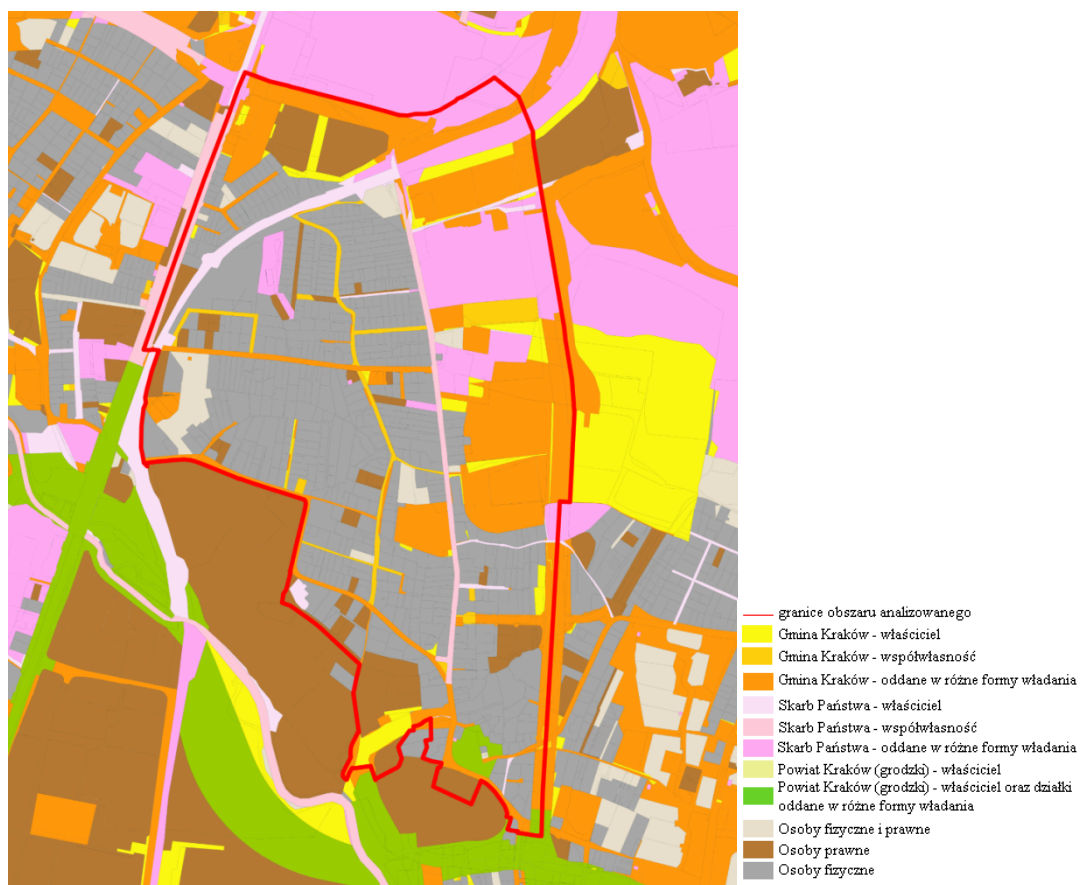 granice obszaru analizowanego
Gmina Kraków - właściciel
Gmina Kraków - współwłasność
Gmina Kraków - oddane w różne formy władania
Skarb Państwa - właściciel
Skarb Państwa - współwłasność
Skarb Państwa - oddane w różne formy władania
Powiat Kraków (grodzki) - właściciel
Powiat Kraków (grodzki) - właściciel oraz działki
oddane w różne formy władania
Osoby fizyczne i prawne
Osoby prawne
Osoby fizyczne